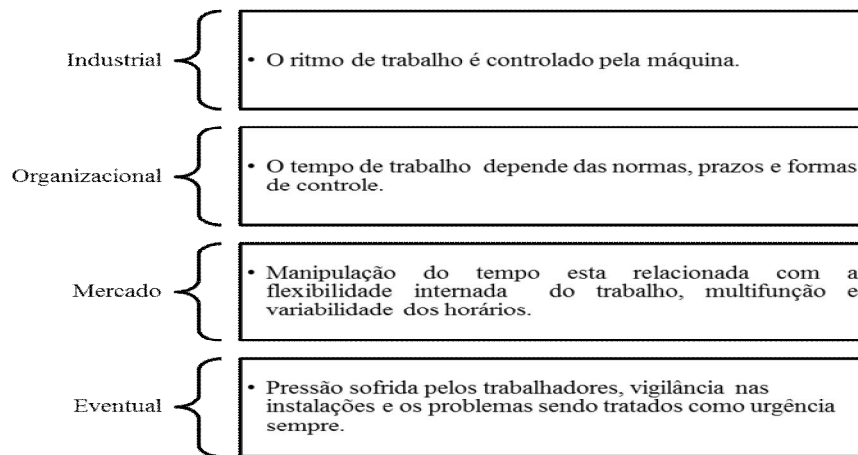 Industrial
• O ritmo de trabalho é controlado pela máquina.
Organizacional
• O tempo de trabalho depende das normas, prazos e formas
de controle.
Mercado
• Manipulação do tempo esta relacionada com a
flexibilidade internada do trabalho, multifunção e
variabilidade dos horários.
Eventual
• Pressão sofrida pelos trabalhadores, vigilância nas
instalações e os problemas sendo tratados como urgência
sempre.